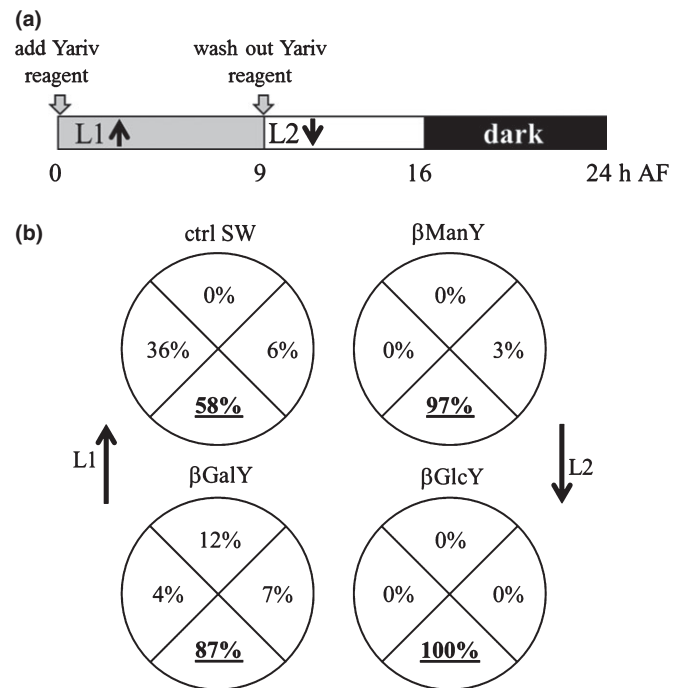 (a)
add Yariv
reagent
wash out Yariv
reagent
L1
L2
dark
0
9
16
24 h AF
(b)
ctrl SW
βManY
0%
0%
36%
6%
0%
3%
58%
97%
L1
L2
βGalY
βGlcY
12%
0%
4%
7%
0%
0%
87%
100%